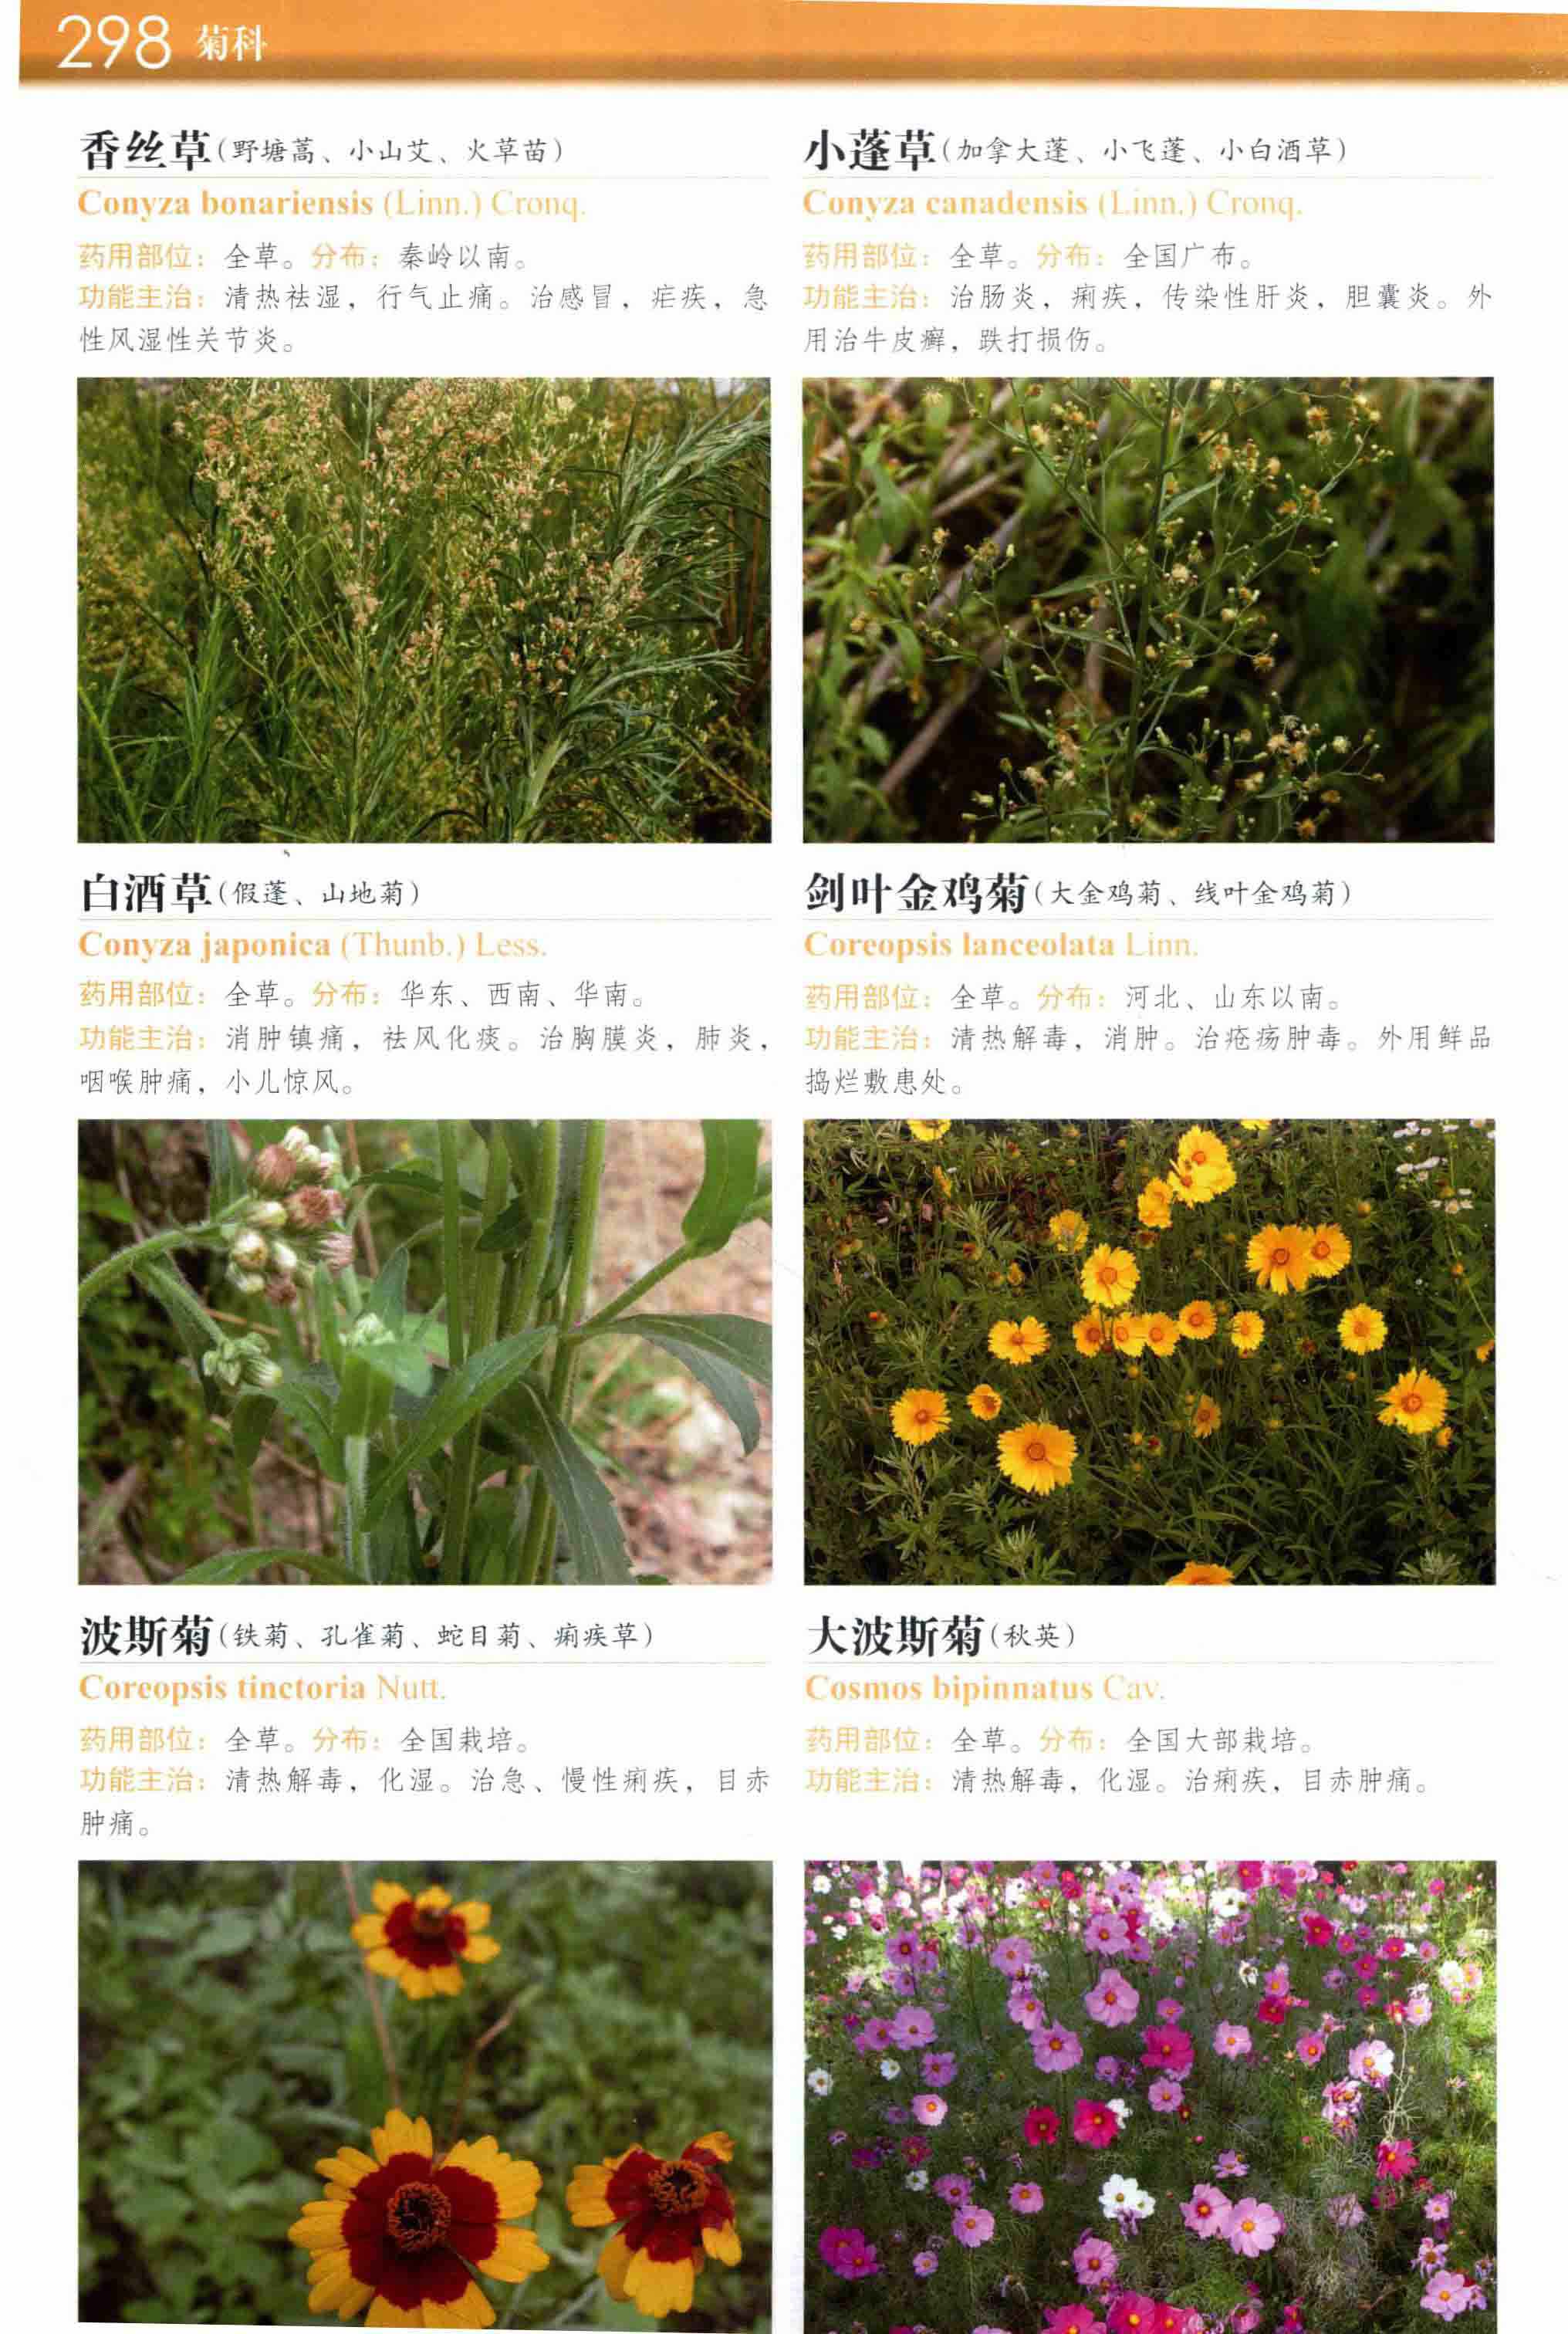 298 菊科
香丝草(野塘蒿、小山艾、火草苗)
Conyza bonariensis (Linn.) Cronq.
药用部位：全草。分布：秦岭以南。
功能主治：清热祛湿，行气止痛。治感冒，疟疾，急
性风湿性关节炎。
小蓬草(加拿大蓬、小飞蓬、小白酒草)
Conyza canadensis (Linn.) Cronq.
药用部位：全草。分布：全国广布。
功能主治：治肠炎，痢疾，传染性肝炎，胆囊炎。外
用治牛皮癣，跌打损伤。
白酒草(假蓬、山地菊)
Conyza japonica (Thunb.) Less.
药用部位：全草。分布：华东、西南、华南。
功能主治：消肿镇痛，祛风化痰。治胸膜炎，肺炎，
咽喉肿痛，小儿惊风。
剑叶金鸡菊(大金鸡菊、线叶金鸡菊)
Coreopsis lanceolata Linn.
药用部位：全草。分布：河北、山东以南。
功能主治：清热解毒，消肿。治疮疡肿毒。外用鲜品
捣烂敷患处。
波斯菊(铁菊、孔雀菊、蛇目菊、痢疾草)
Coreopsis tinctoria Nutt.
药用部位：全草。分布：全国栽培。
功能主治：清热解毒，化湿。治急、慢性痢疾，目赤
肿痛。
大波斯菊(秋英)
Cosmos bipinnatus Cav.
药用部位：全草。分布：全国大部栽培。
功能主治：清热解毒，化湿。治痢疾，目赤肿痛。